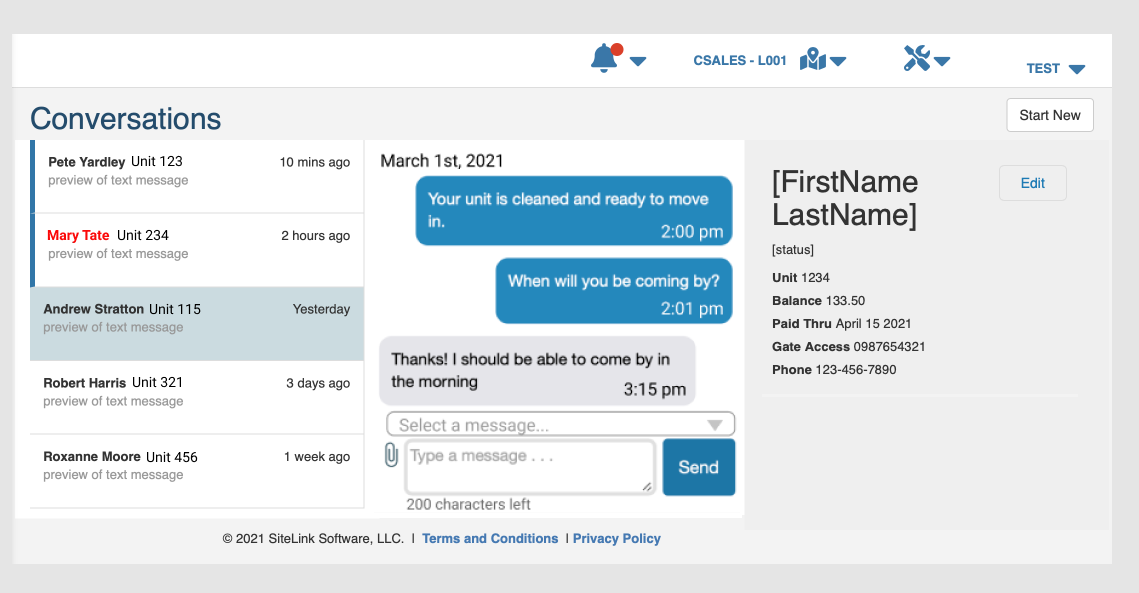 CSALES - L001
TEST
Conversations
Start New
Pete Yardley Unit 123 10 mins ago
preview of text message
Mary Tate Unit 234 2 hours ago
preview of text message
Andrew Stratton Unit 115 Yesterday
preview of text message
Robert Harris Unit 321 3 days ago
preview of text message
Roxanne Moore Unit 456 1 week ago
preview of text message
March 1st, 2021
Your unit is cleaned and ready to move
in.
2:00 pm
When will you be coming by?
2:01 pm
Thanks! I should be able to come by in
the morning
3:15 pm
Select a message...
Type a message . . .
Send
200 characters left
[FirstName
LastName]
Edit
[status]
Unit 1234
Balance 133.50
Paid Thru April 15 2021
Gate Access 0987654321
Phone 123-456-7890
© 2021 SiteLink Software, LLC. | Terms and Conditions | Privacy Policy